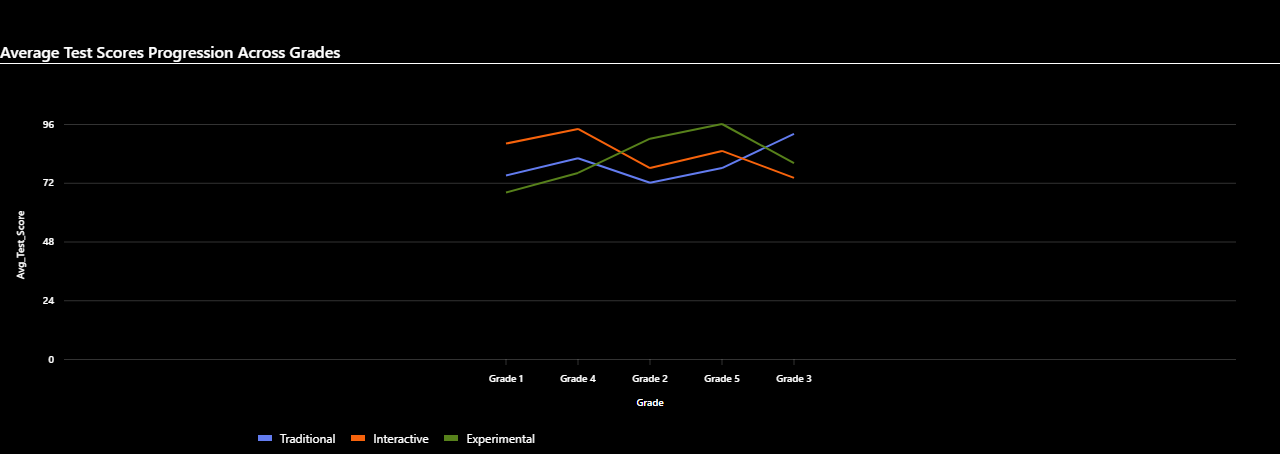 Average Test Scores Progression Across Grades
96
72
48
24
0
Avg_Test_Score
Grade 1 Grade 4 Grade 2 Grade 5 Grade 3
Grade
Traditional Interactive Experimental